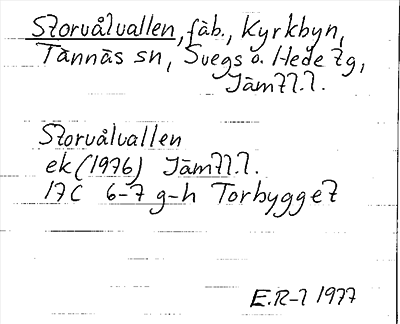 Storvålvallen, fäb., Kyrkbyn,
Tännäs sn, Svegs o. Hede tg,
Jämtl.l.
Storvålvallen
ek (1976) Jämtl.l.
17C 6-7 g-h Torbygget
E.R-l 1977